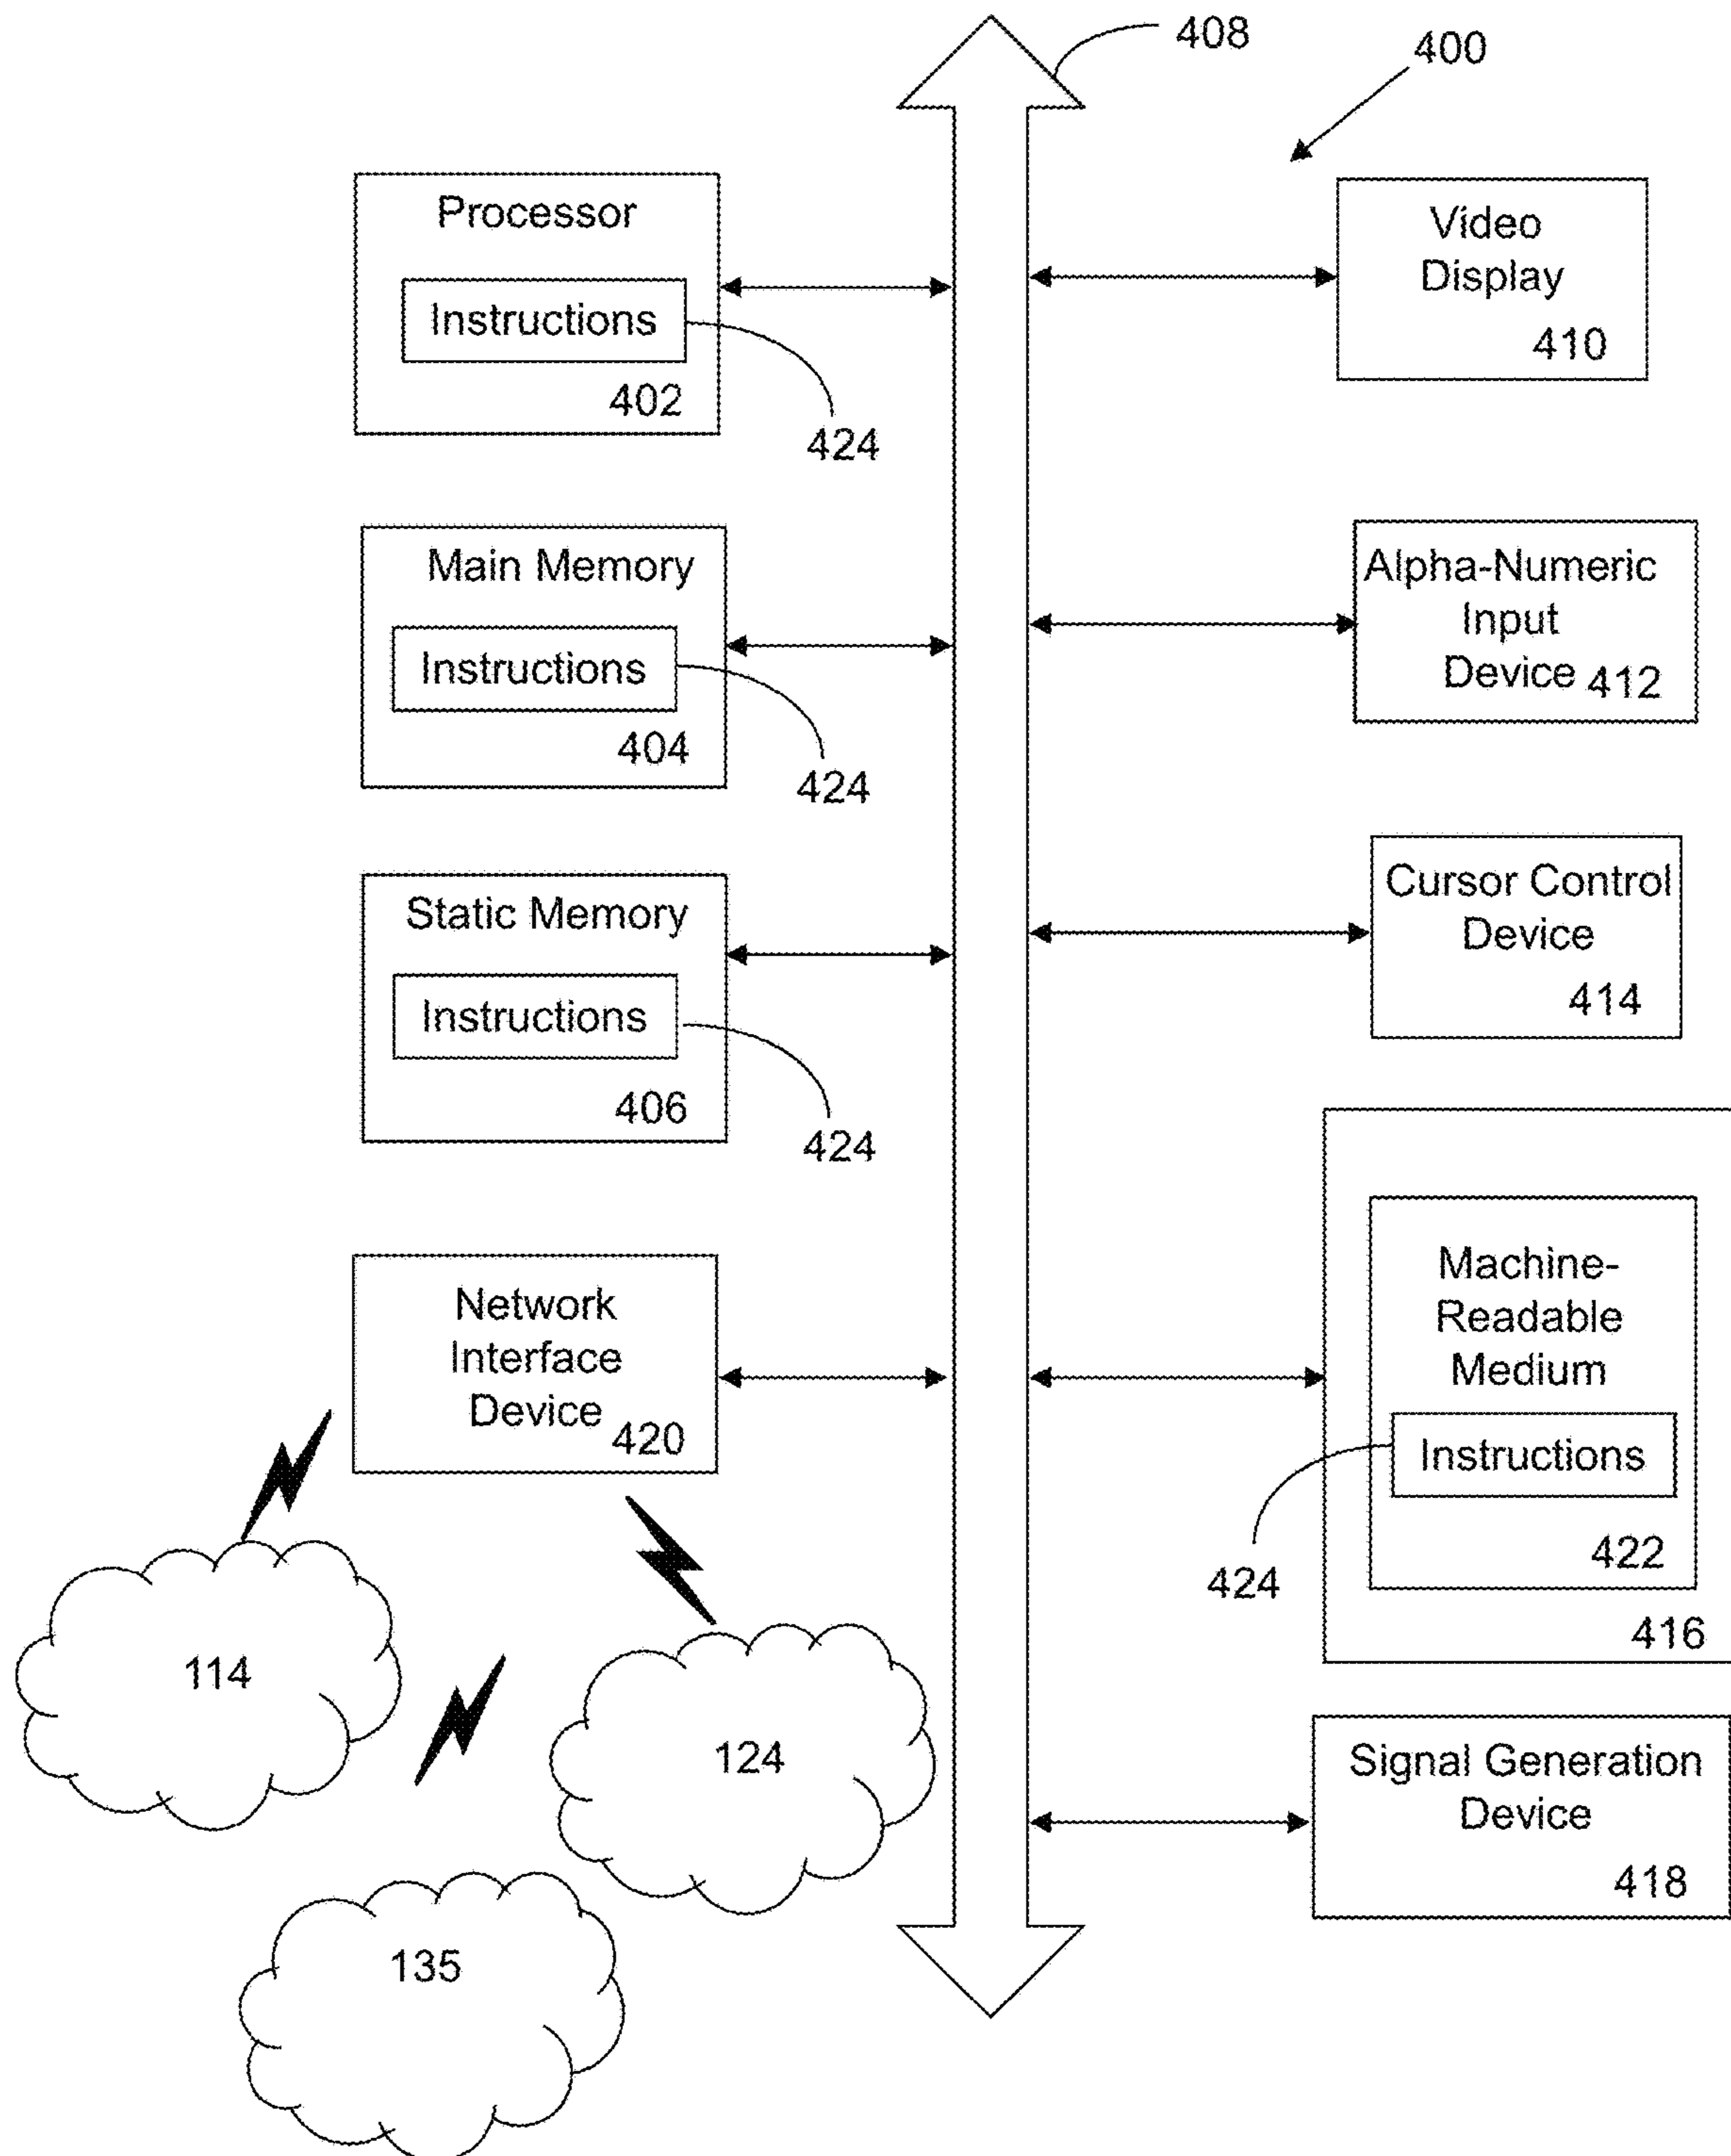 408
400
Processor
Instructions
402
424
Video
Display
410
Main Memory
Instructions
404
424
Alpha-Numeric
Input
Device 412
Static Memory
Instructions
406
424
Cursor Control
Device
414
Network
Interface
Device 420
Machine-
Readable
Medium
Instructions
424
422
416
114
124
135
Signal Generation
Device
418